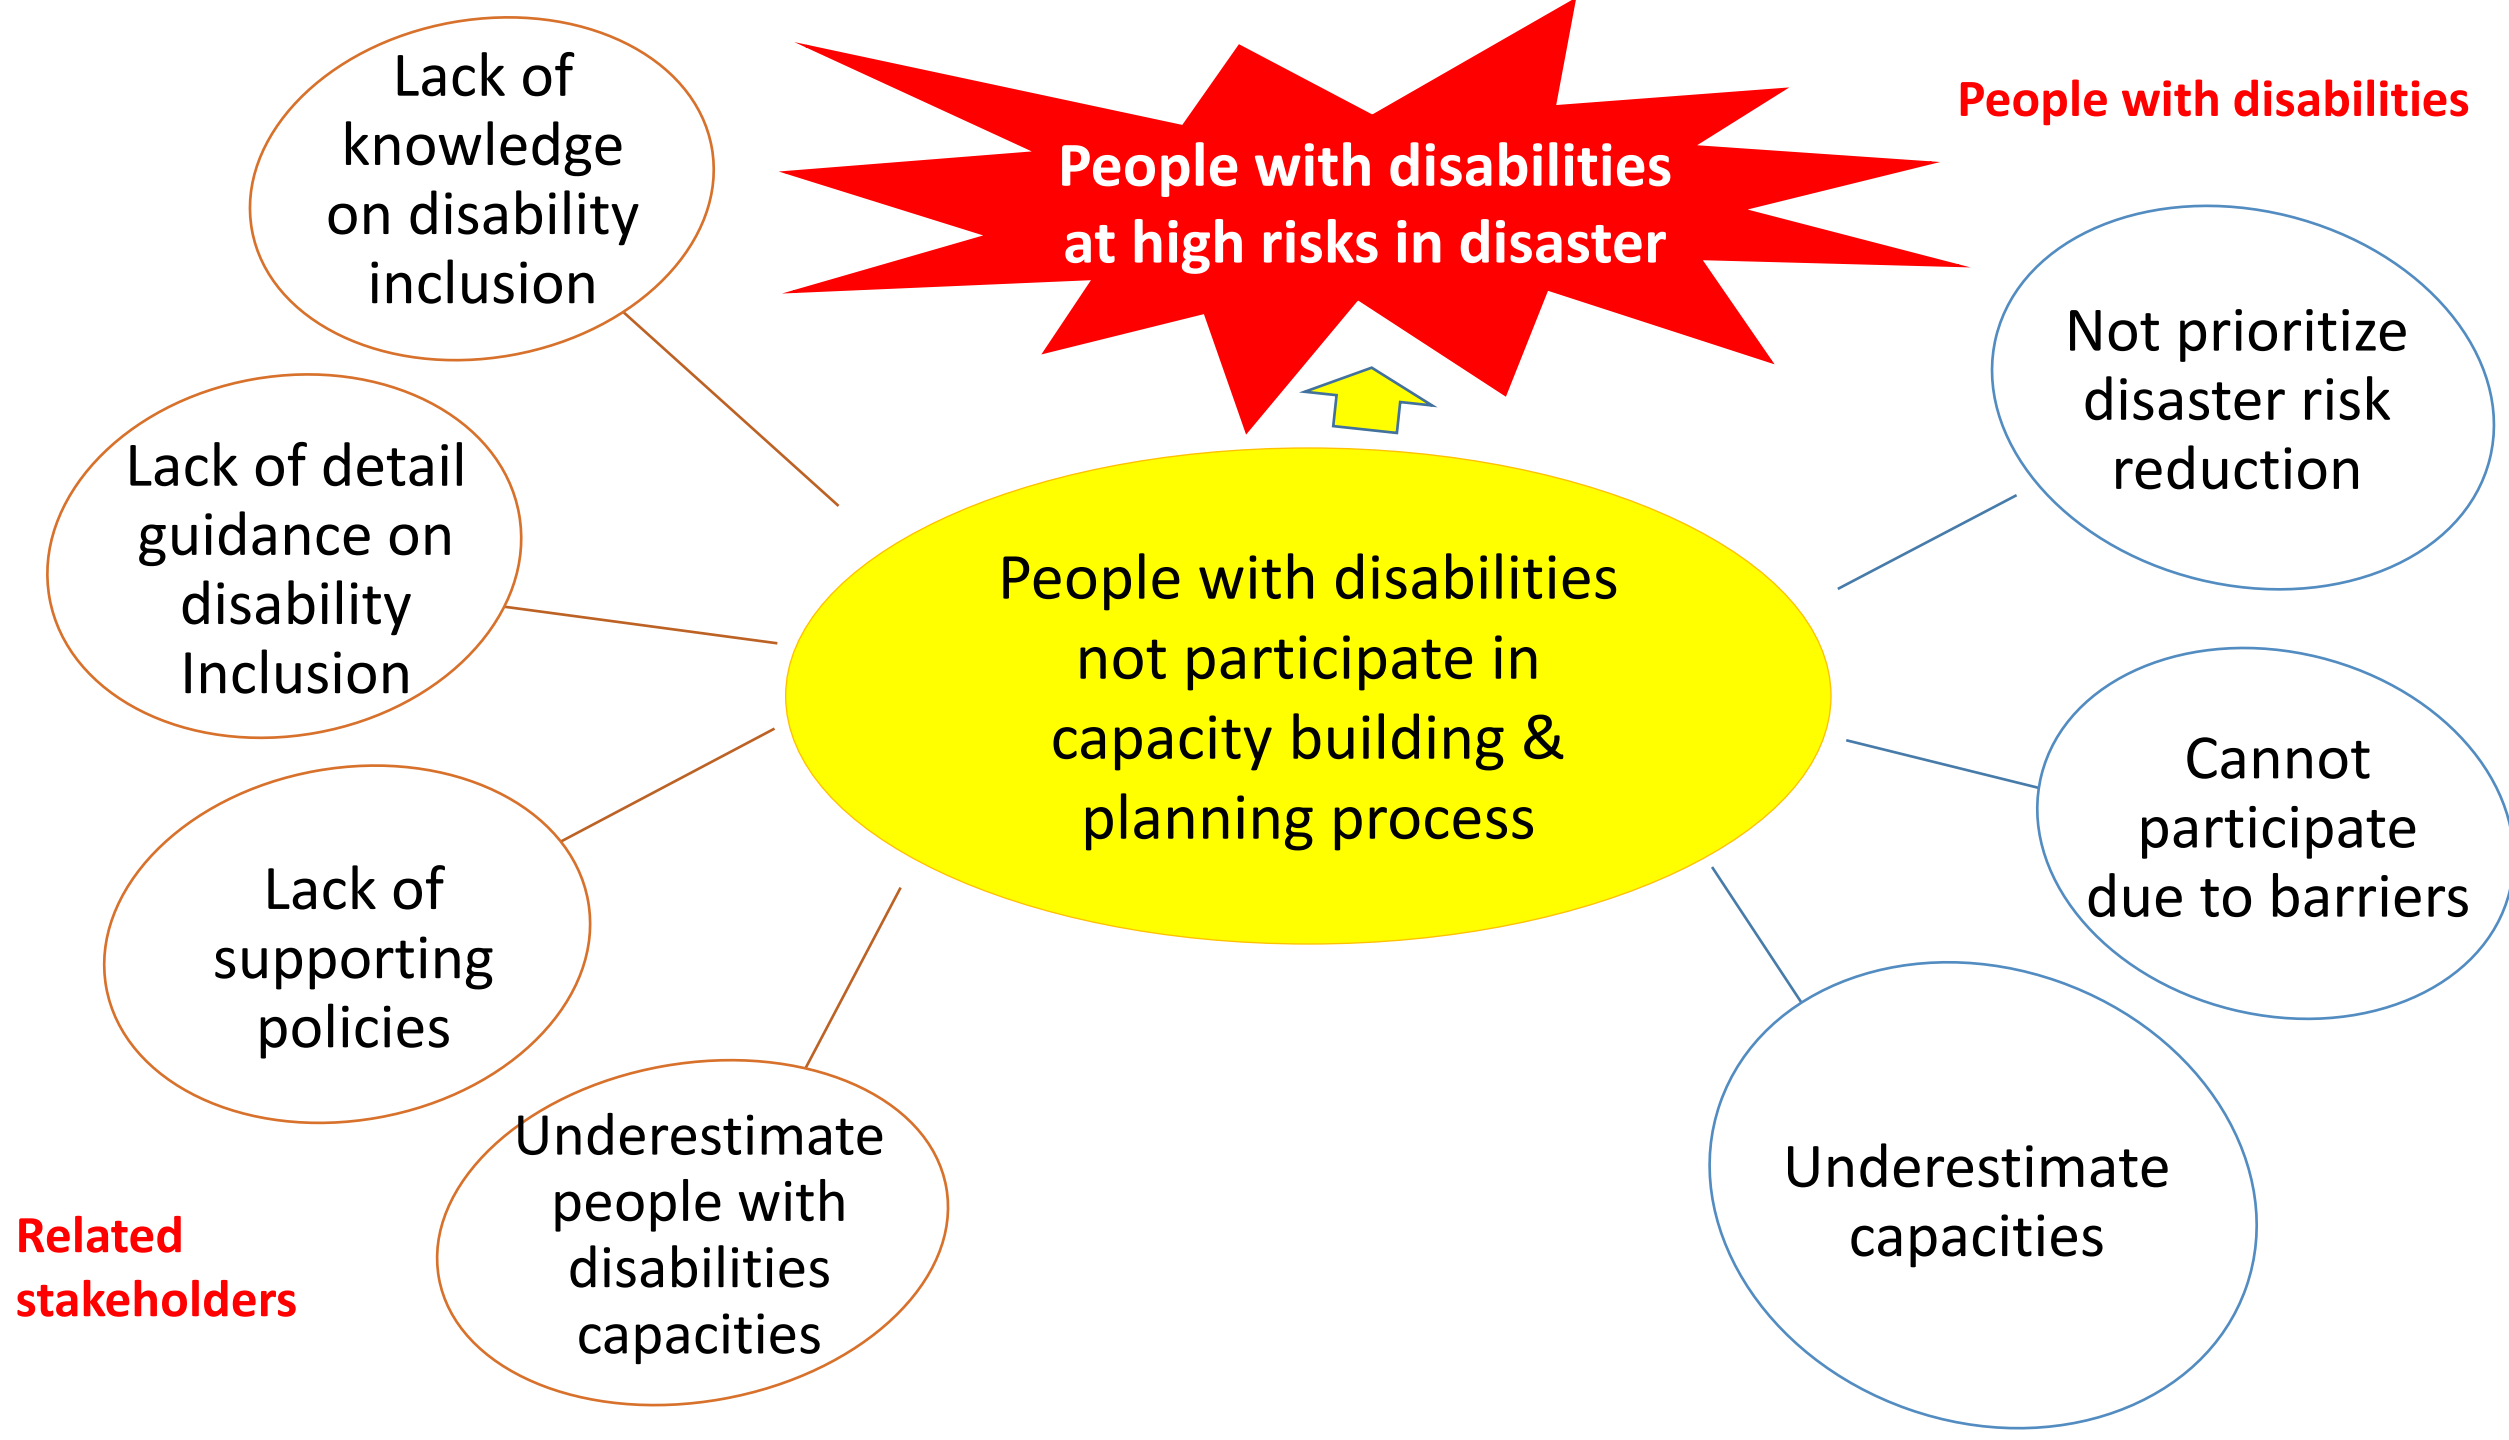 Lack of
knowledge
on disability
inclusion
People with disabilities
at high risks in disater
People with disabilities
Not prioritize
disaster risk
reduction
Lack of detail
guidance on
disability
Inclusion
People with disabilities
not participate in
capacity building &
planning process
Cannot
participate
due to barriers
Lack of
supporting
policies
Underestimate
people with
disabilities
capacities
Underestimate
capacities
Related
stakeholders